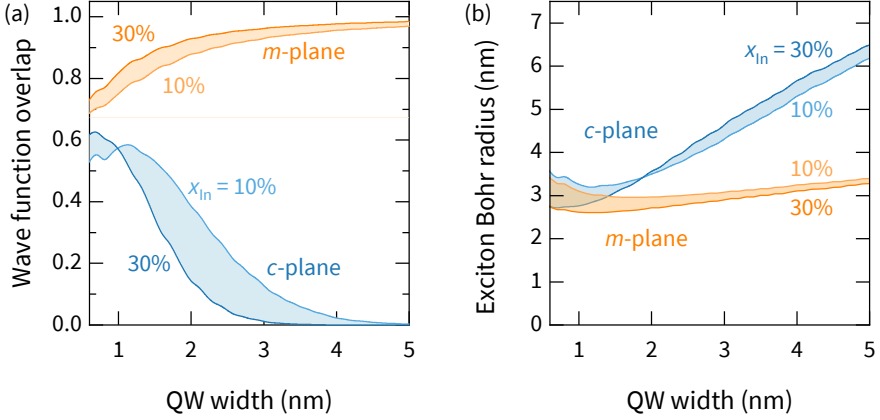 (a)
Wave function overlap
1.0
0.8
0.6
0.4
0.2
0.0
30%
m-plane
10%
xIn = 10%
30%
c-plane
1 2 3 4 5
QW width (nm)
(b)
Exciton Bohr radius (nm)
7
6
5
4
3
2
1
0
xIn = 30%
10%
c-plane
10%
30%
m-plane
1 2 3 4 5
QW width (nm)